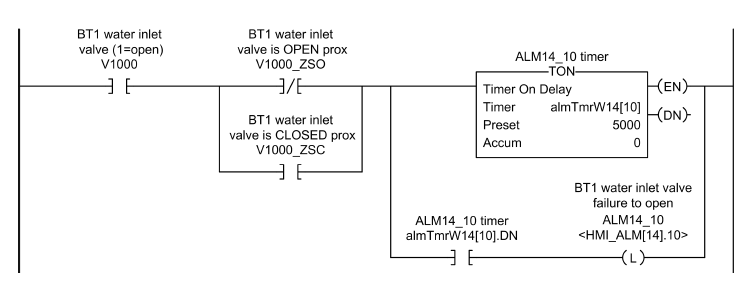 BT1 water inlet
valve (1=open)
V1000
BT1 water inlet
valve is OPEN prox
V1000_ZSO
BT1 water inlet
valve is CLOSED prox
V1000_ZSC
ALM14_10 timer
TON
Timer On Delay
Timer almTmrW14[10]
Preset 5000
Accum 0
EN
DN
ALM14_10 timer
almTmrW14[10].DN
BT1 water inlet valve
failure to open
ALM14_10
<HMI_ALM[14].10>
L